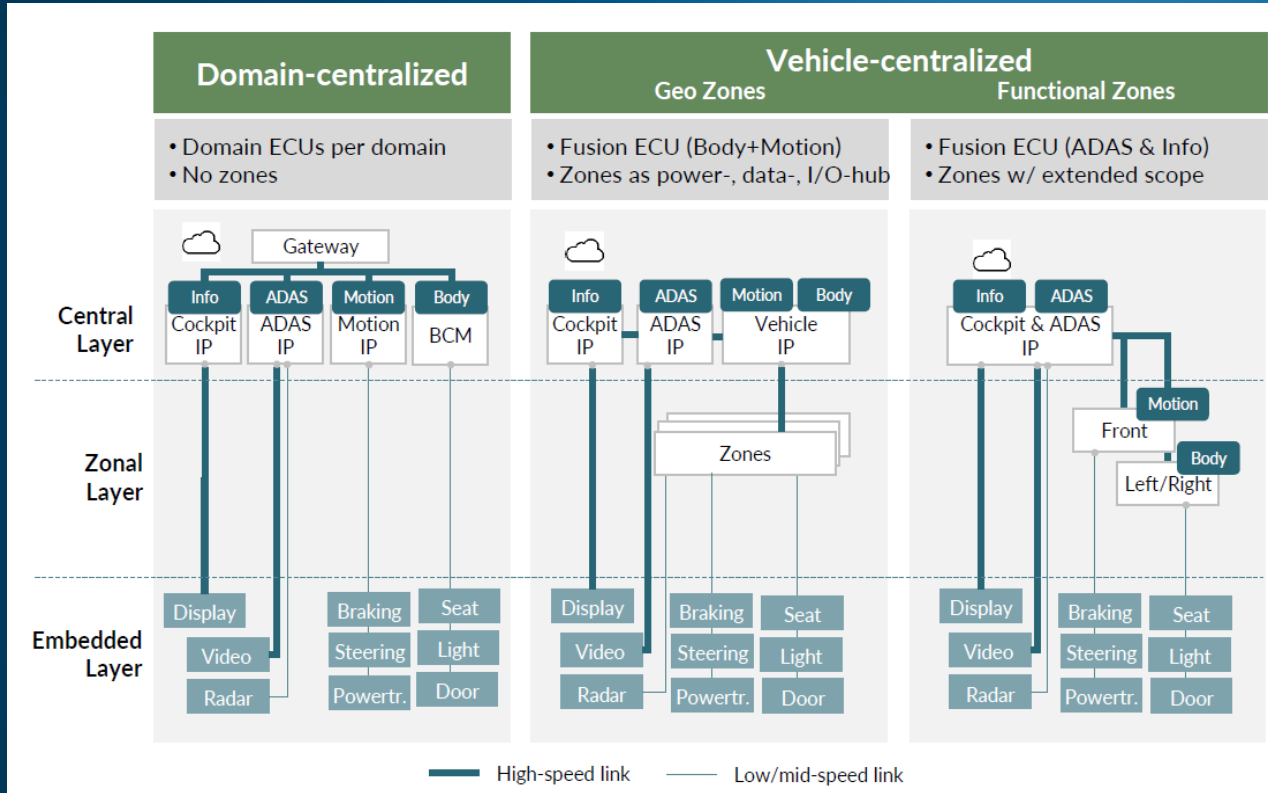 Domain-centralized
Vehicle-centralized
Geo Zones
Functional Zones
• Domain ECUs per domain
• No zones
• Fusion ECU (Body+Motion)
• Zones as power-, data-, I/O-hub
• Fusion ECU (ADAS & Info)
• Zones w/ extended scope
Central
Layer
Zonal
Layer
Embedded
Layer
Gateway
Info
ADAS
Motion
Body
Cockpit
IP
ADAS
IP
Motion
IP
BCM
Display
Video
Radar
Braking
Steering
Powertr.
Seat
Light
Door
Info
ADAS
Motion
Body
Cockpit
IP
ADAS
IP
Vehicle
IP
Zones
Display
Video
Radar
Braking
Steering
Powertr.
Seat
Light
Door
Info
ADAS
Cockpit & ADAS
IP
Motion
Front
Body
Left/Right
Display
Video
Radar
Braking
Steering
Powertr.
Seat
Light
Door
High-speed link
Low/mid-speed link